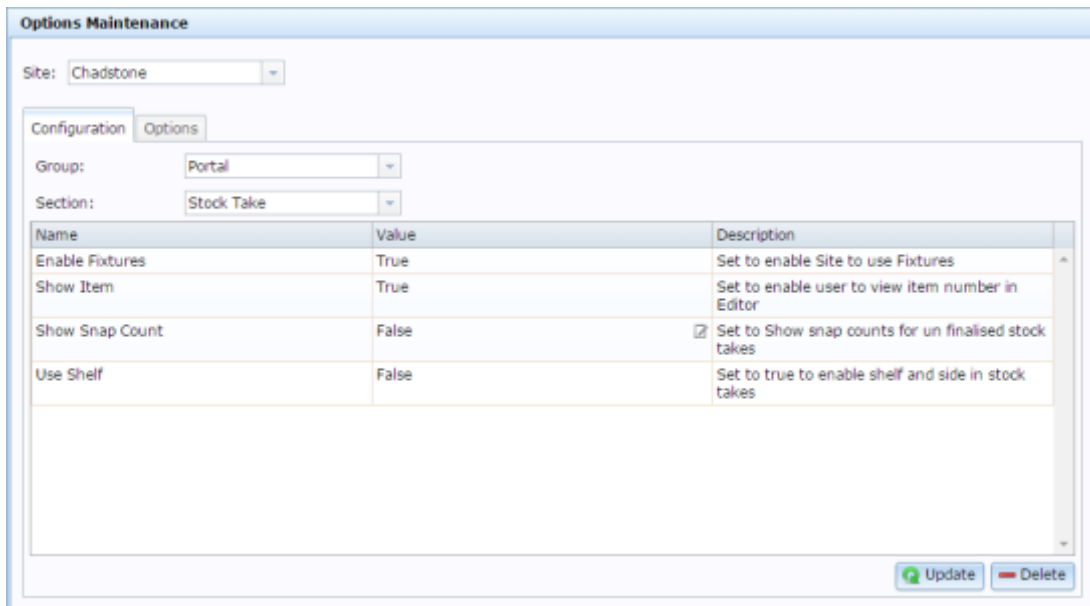 Options Maintenance
Site: Chadstone
Configuration Options
Group: Portal
Section: Stock Take
Name Value Description
Enable Fixtures True Set to enable Site to use Fixtures
Show Item True Set to enable user to view item number in
Editor
Show Snap Count False Set to Show snap counts for un finalised stock
takes
Use Shelf False Set to true to enable shelf and side in stock
takes
Update Delete